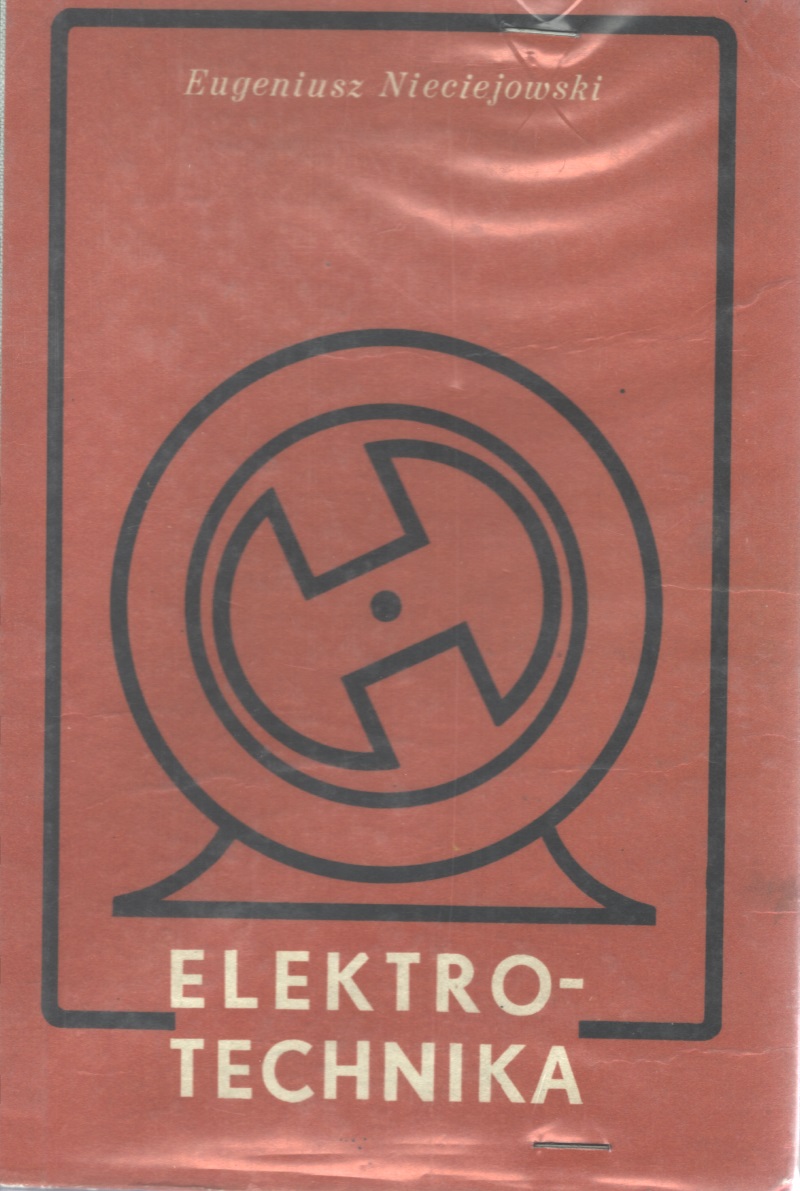 Eugeniusz Nieciejowski
ELEKTRO-
TECHNIKA